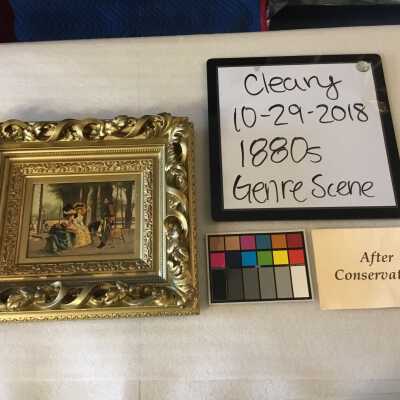 Cleary
10-29-2018
1880s
Genre Scene
After
Conservat